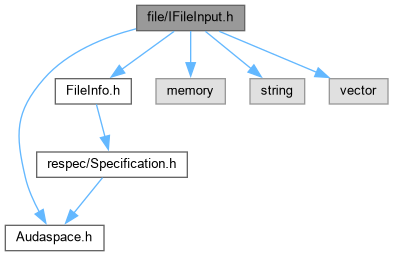 file/IFileInput.h
FileInfo.h
memory
string
vector
respec/Specification.h
Audaspace.h